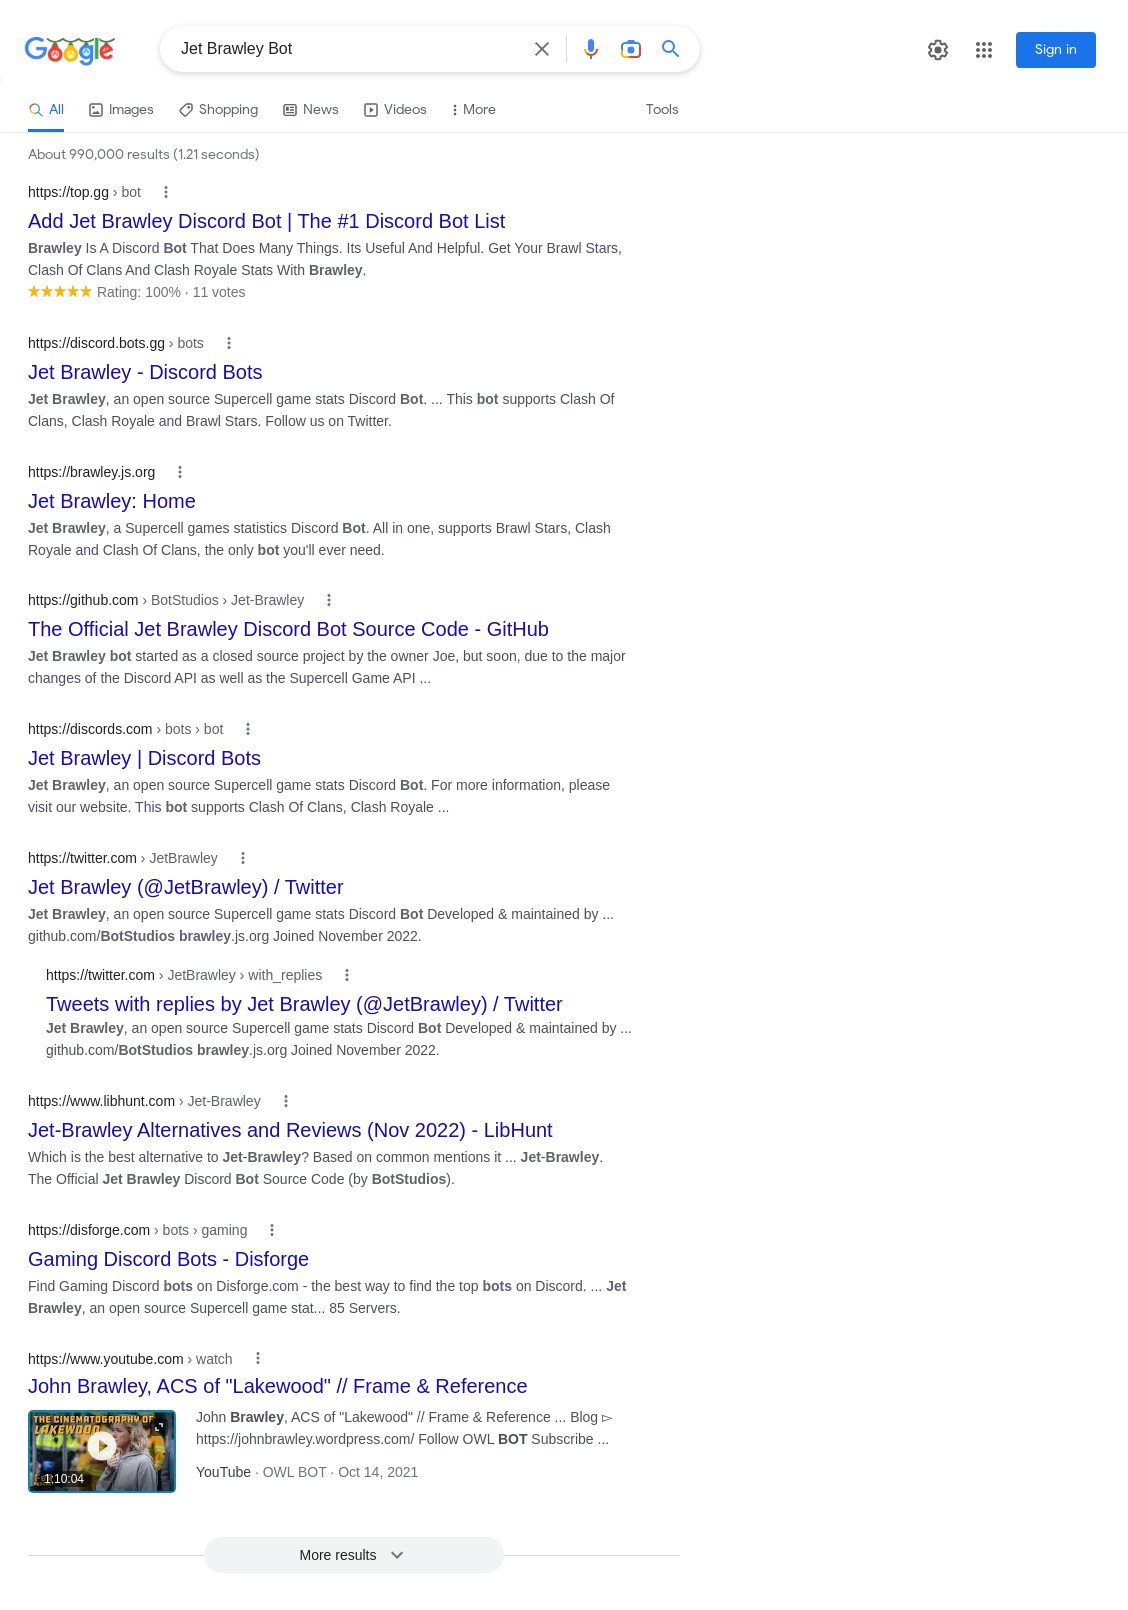 Google
Jet Brawley Bot
Sign in
All
Images
Shopping
News
Videos
More
Tools
About 990,000 results (1.21 seconds)
https://top.gg › bot
Add Jet Brawley Discord Bot | The #1 Discord Bot List
Brawley Is A Discord Bot That Does Many Things. Its Useful And Helpful. Get Your Brawl Stars,
Clash Of Clans And Clash Royale Stats With Brawley.
Rating: 100% · 11 votes
https://discord.bots.gg › bots
Jet Brawley - Discord Bots
Jet Brawley, an open source Supercell game stats Discord Bot. ... This bot supports Clash Of
Clans, Clash Royale and Brawl Stars. Follow us on Twitter.
https://brawley.js.org
Jet Brawley: Home
Jet Brawley, a Supercell games statistics Discord Bot. All in one, supports Brawl Stars, Clash
Royale and Clash Of Clans, the only bot you'll ever need.
https://github.com › BotStudios › Jet-Brawley
The Official Jet Brawley Discord Bot Source Code - GitHub
Jet Brawley bot started as a closed source project by the owner Joe, but soon, due to the major
changes of the Discord API as well as the Supercell Game API ...
https://discords.com › bots › bot
Jet Brawley | Discord Bots
Jet Brawley, an open source Supercell game stats Discord Bot. For more information, please
visit our website. This bot supports Clash Of Clans, Clash Royale ...
https://twitter.com › JetBrawley
Jet Brawley (@JetBrawley) / Twitter
Jet Brawley, an open source Supercell game stats Discord Bot Developed & maintained by ...
github.com/BotStudios brawley.js.org Joined November 2022.
https://twitter.com › JetBrawley › with_replies
Tweets with replies by Jet Brawley (@JetBrawley) / Twitter
Jet Brawley, an open source Supercell game stats Discord Bot Developed & maintained by ...
github.com/BotStudios brawley.js.org Joined November 2022.
https://www.libhunt.com › Jet-Brawley
Jet-Brawley Alternatives and Reviews (Nov 2022) - LibHunt
Which is the best alternative to Jet-Brawley? Based on common mentions it ... Jet-Brawley.
The Official Jet Brawley Discord Bot Source Code (by BotStudios).
https://disforge.com › bots › gaming
Gaming Discord Bots - Disforge
Find Gaming Discord bots on Disforge.com - the best way to find the top bots on Discord. ... Jet
Brawley, an open source Supercell game stat... 85 Servers.
https://www.youtube.com › watch
John Brawley, ACS of "Lakewood" // Frame & Reference
THE CINEMATOGRAPHY OF
LAKEWOOD
1:10:04
John Brawley, ACS of "Lakewood" // Frame & Reference ... Blog ▻
https://johnbrawley.wordpress.com/ Follow OWL BOT Subscribe ...
YouTube · OWL BOT · Oct 14, 2021
More results